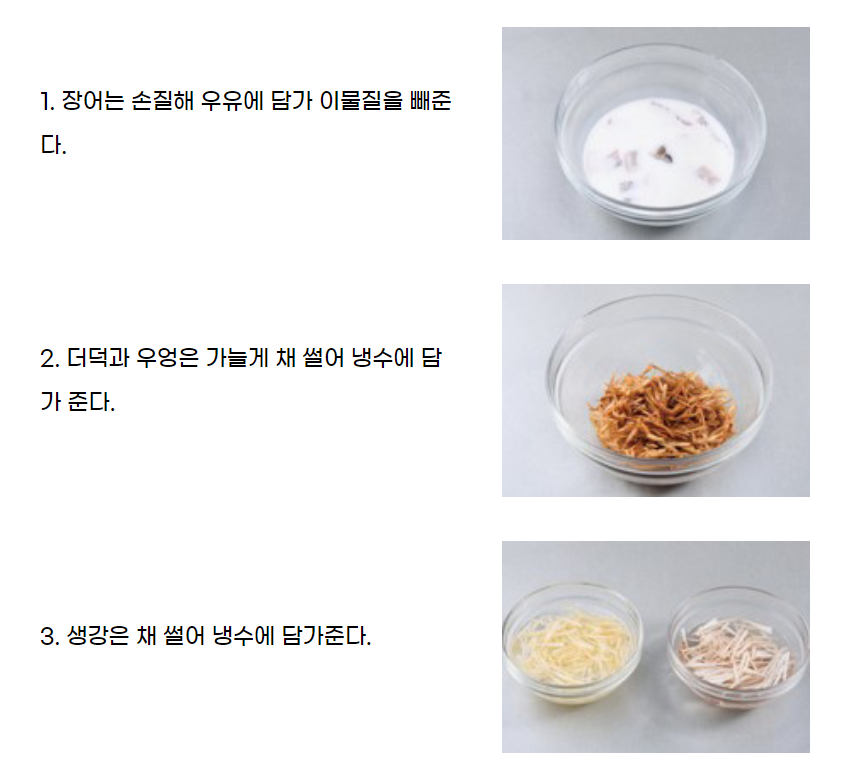 1. 장어는 손질해 우유에 담가 이물질을 빼준
다.
2. 더덕과 우엉은 가늘게 채 썰어 냉수에 담
가 준다.
3. 생강은 채 썰어 냉수에 담가준다.